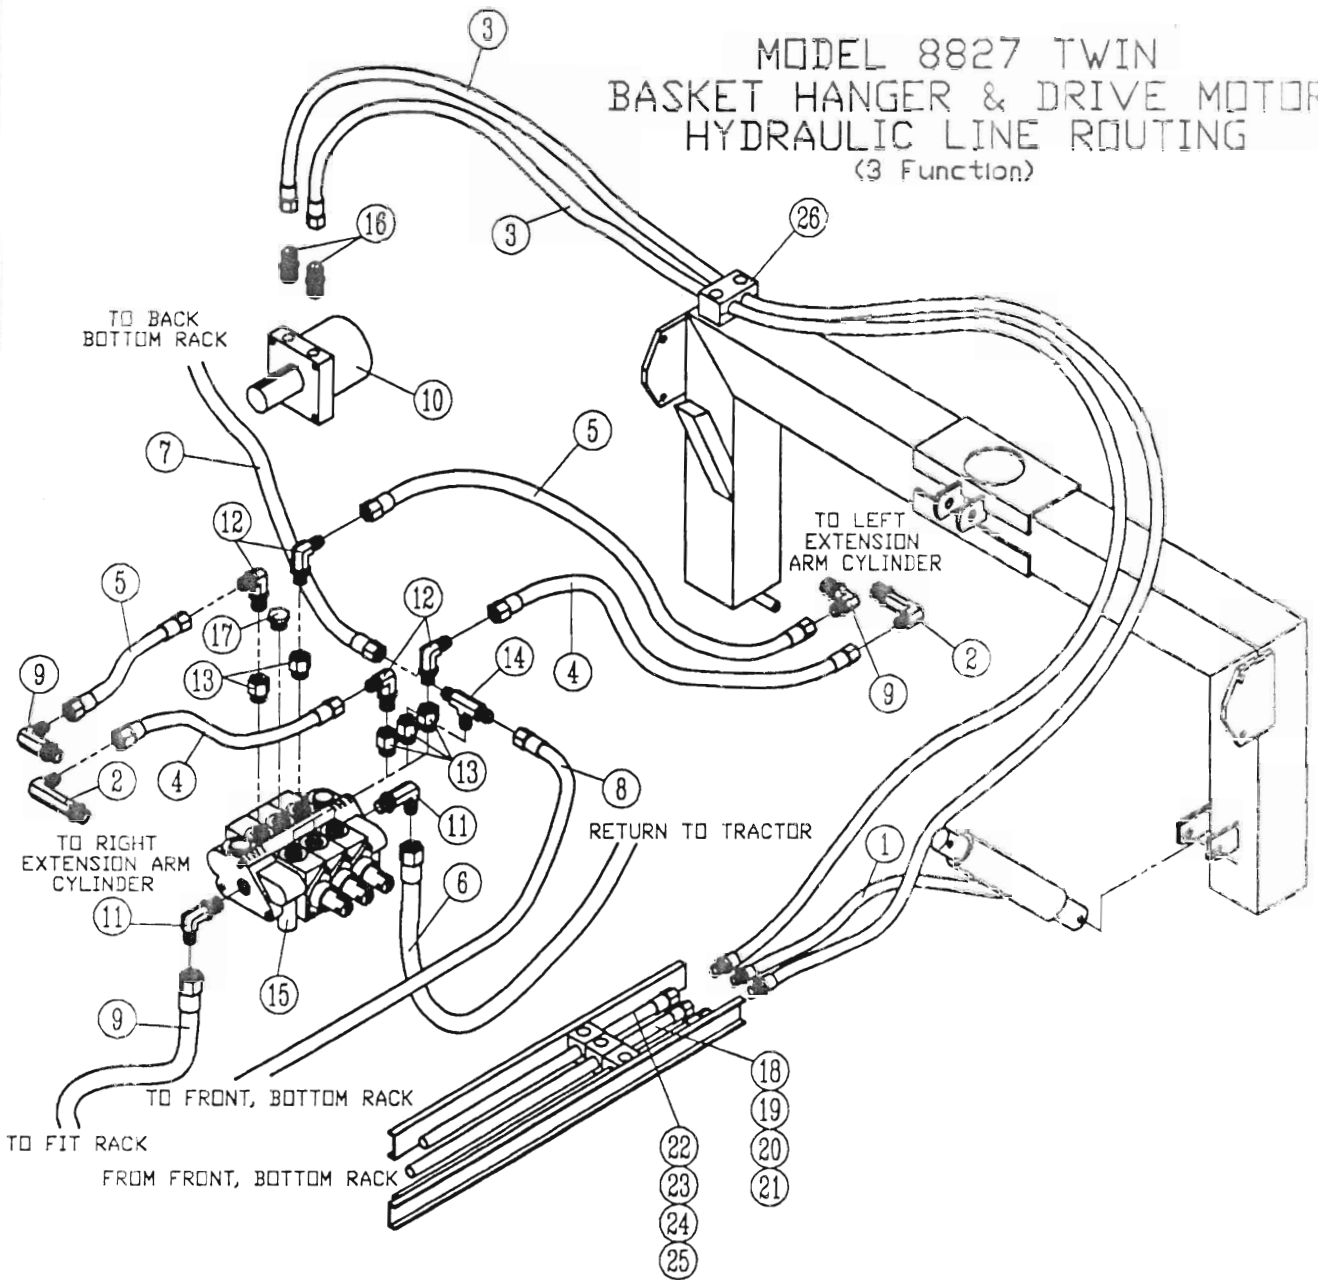 3
MODEL 8827 TWIN
BASKET HANGER & DRIVE MOTOR
HYDRAULIC LINE ROUTING
(3 Function)
16
3
26
TO BACK
BOTTOM RACK
10
7
5
12
TO LEFT
EXTENSION
ARM CYLINDER
5
17
12
4
14
2
9
9
13
4
2
13
8
11
RETURN TO TRACTOR
1
TO RIGHT
EXTENSION ARM
CYLINDER
6
11
15
9
18
TO FRONT, BOTTOM RACK
19
TO FIT RACK
22
20
FROM FRONT, BOTTOM RACK
23
21
24
25